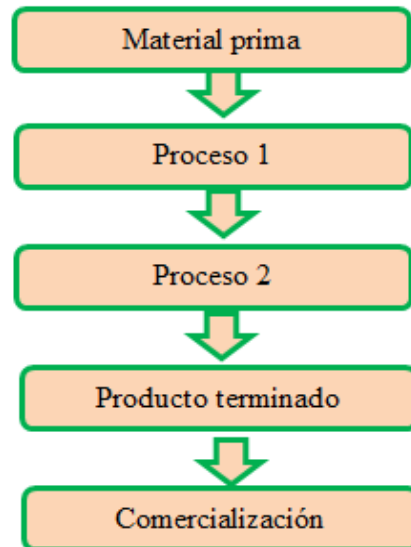 Material prima
Proceso 1
Proceso 2
Producto terminado
Comercialización